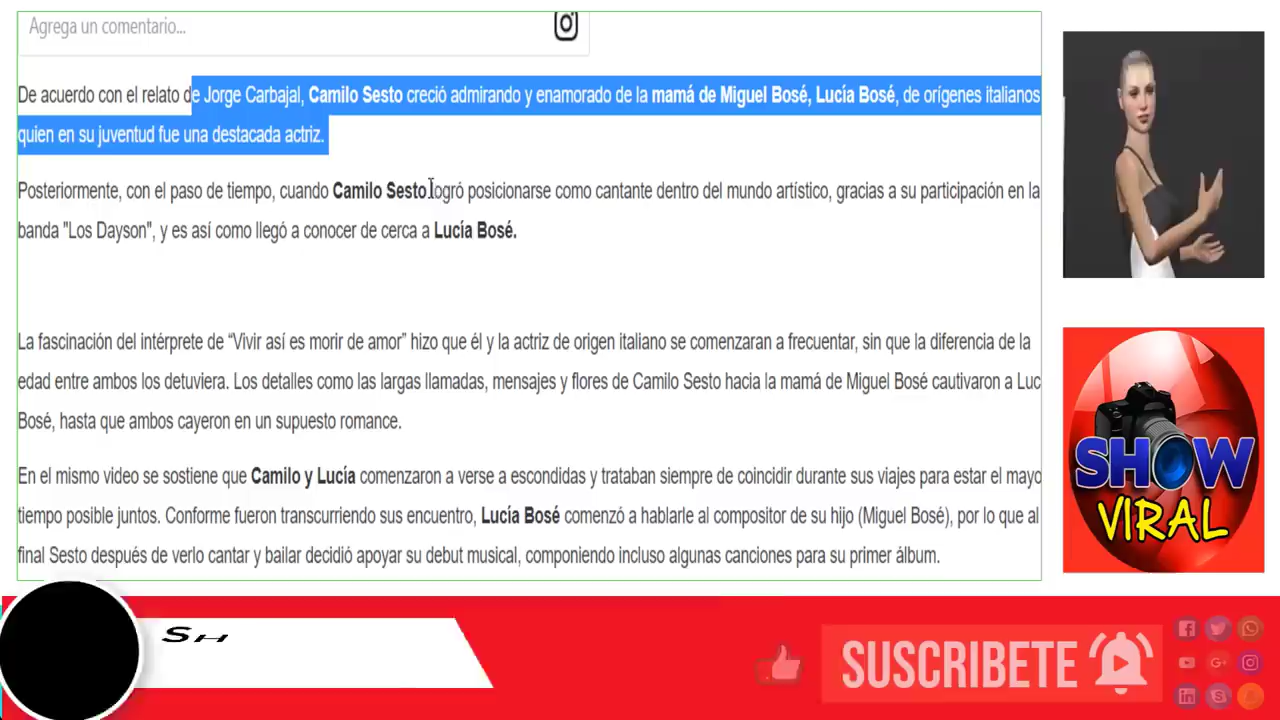 Agrega un comentario...
De acuerdo con el relato de Jorge Carbajal, Camilo Sesto creció admirando y enamorado de la mamá de Miguel Bosé, Lucía Bosé, de orígenes italianos
quien en su juventud fue una destacada actriz.
Posteriormente, con el paso de tiempo, cuando Camilo Sesto logró posicionarse como cantante dentro del mundo artístico, gracias a su participación en la
banda "Los Dayson", y es así como llegó a conocer de cerca a Lucía Bosé.
La fascinación del intérprete de “Vivir así es morir de amor” hizo que él y la actriz de origen italiano se comenzaran a frecuentar, sin que la diferencia de la
edad entre ambos los detuviera. Los detalles como las largas llamadas, mensajes y flores de Camilo Sesto hacia la mamá de Miguel Bosé cautivaron a Luc
Bosé, hasta que ambos cayeron en un supuesto romance.
En el mismo video se sostiene que Camilo y Lucía comenzaron a verse a escondidas y trataban siempre de coincidir durante sus viajes para estar el mayo
tiempo posible juntos. Conforme fueron transcurriendo sus encuentro, Lucía Bosé comenzó a hablarle al compositor de su hijo (Miguel Bosé), por lo que al
final Sesto después de verlo cantar y bailar decidió apoyar su debut musical, componiendo incluso algunas canciones para su primer álbum.
SHOW
VIRAL
SH
SUSCRIBETE